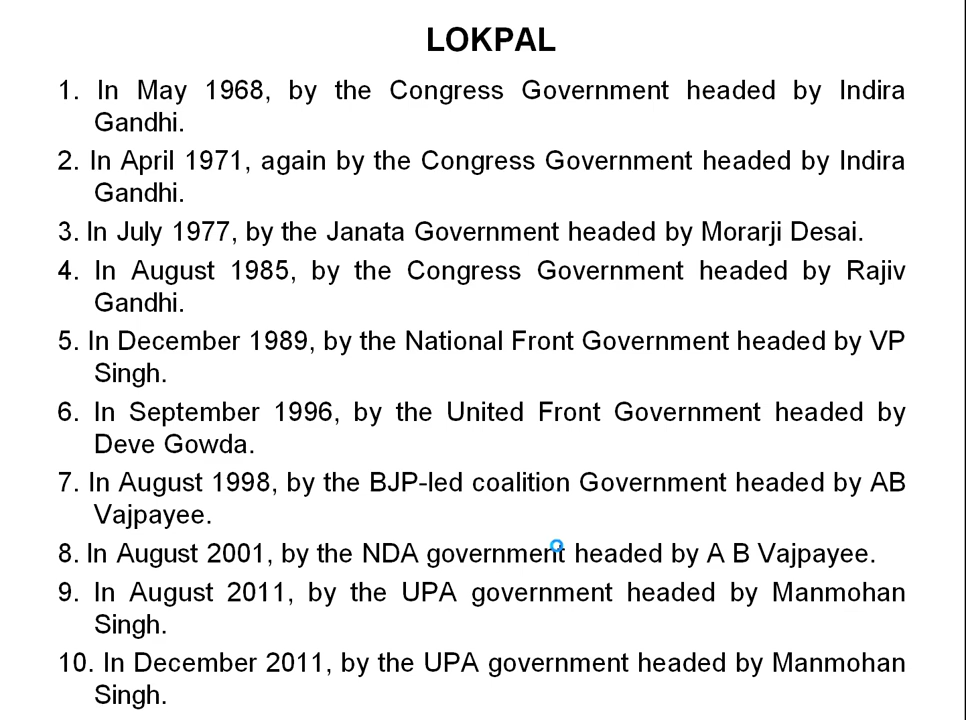 LOKPAL
1. In May 1968, by the Congress Government headed by Indira
Gandhi.
2. In April 1971, again by the Congress Government headed by Indira
Gandhi.
3. In July 1977, by the Janata Government headed by Morarji Desai.
4. In August 1985, by the Congress Government headed by Rajiv
Gandhi.
5. In December 1989, by the National Front Government headed by VP
Singh.
6. In September 1996, by the United Front Government headed by
Deve Gowda.
7. In August 1998, by the BJP-led coalition Government headed by AB
Vajpayee.
8. In August 2001, by the NDA government headed by A B Vajpayee.
9. In August 2011, by the UPA government headed by Manmohan
Singh.
10. In December 2011, by the UPA government headed by Manmohan
Singh.